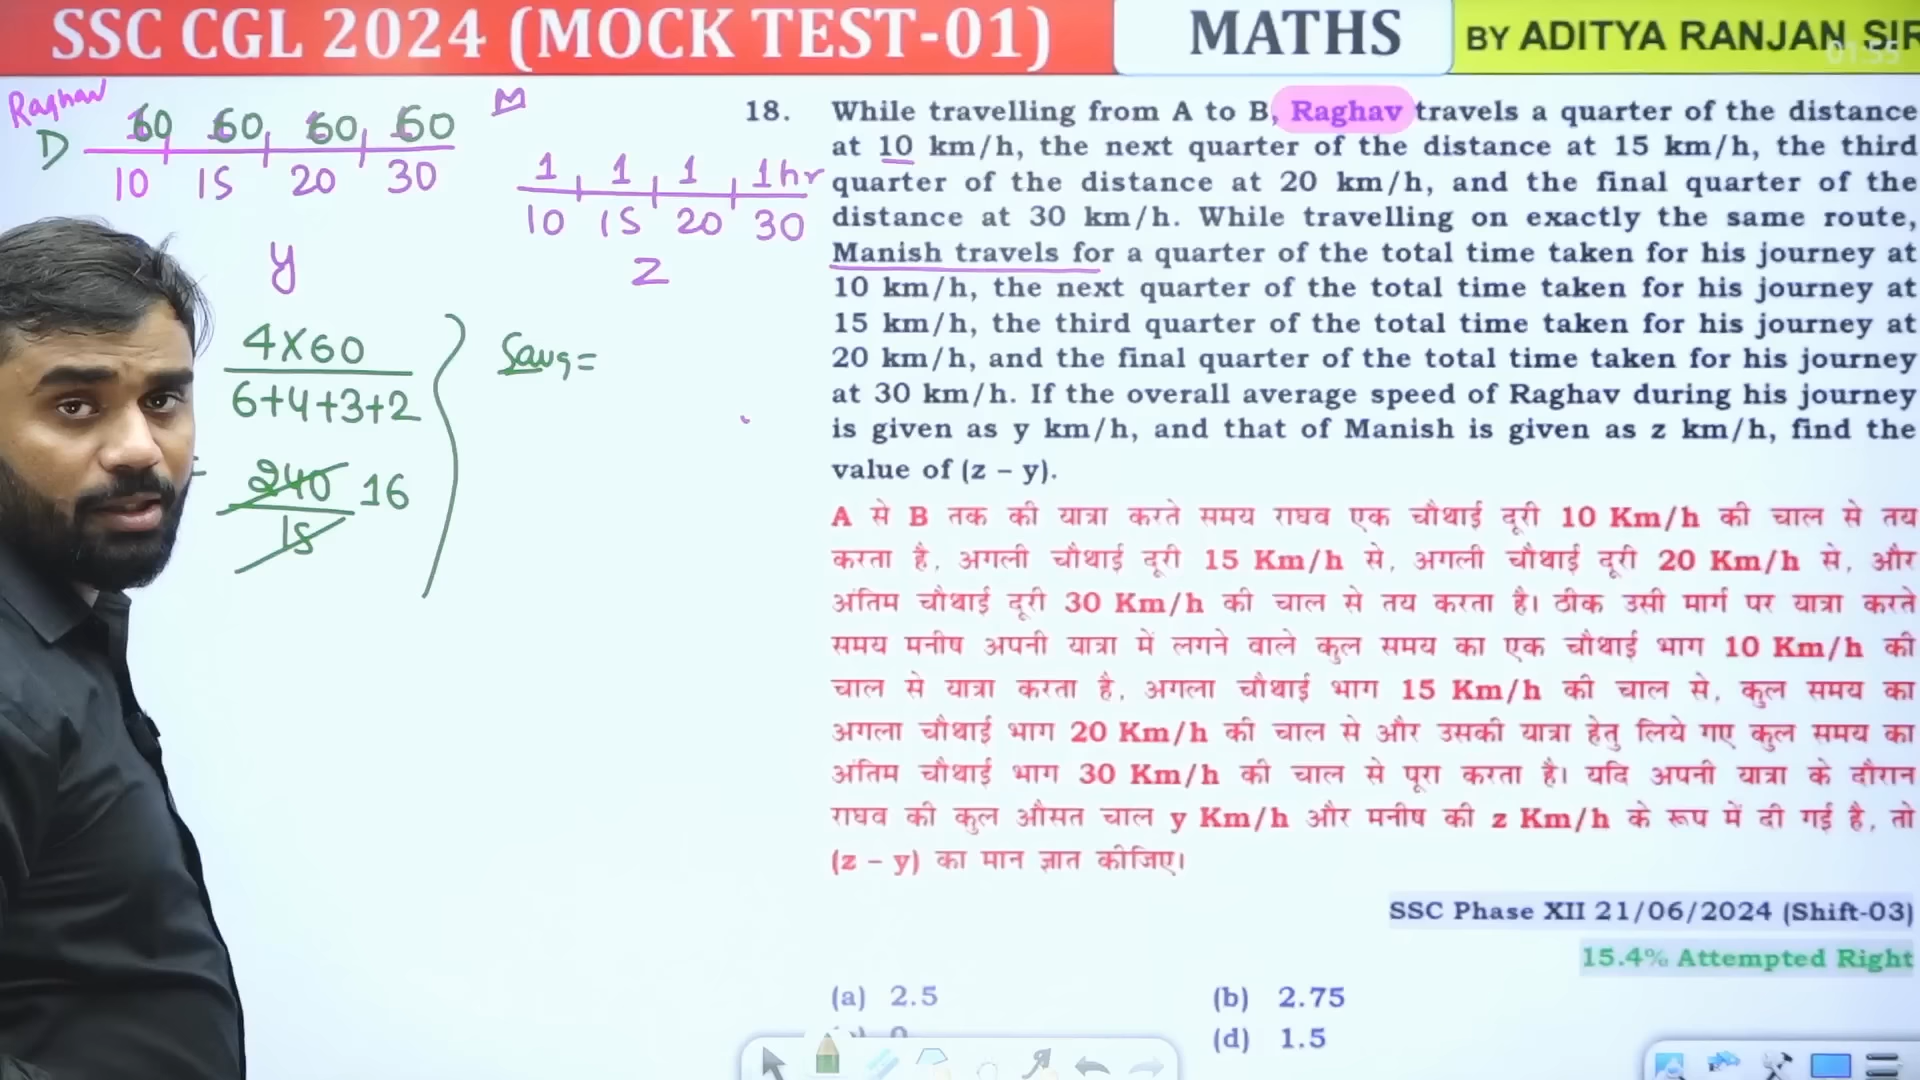 SSC CGL 2024 (MOCK TEST-01)
MATHS
BY ADITYA RANJAN SIR
01:55
Raghav
D 60 60 60 60
10 15 20 30
y
M
1 1 1 1hr
10 15 20 30
z
4×60
6+4+3+2
=
240 16
15
Savg=
18. While travelling from A to B, Raghav travels a quarter of the distance
at 10 km/h, the next quarter of the distance at 15 km/h, the third
quarter of the distance at 20 km/h, and the final quarter of the
distance at 30 km/h. While travelling on exactly the same route,
Manish travels for a quarter of the total time taken for his journey at
10 km/h, the next quarter of the total time taken for his journey at
15 km/h, the third quarter of the total time taken for his journey at
20 km/h, and the final quarter of the total time taken for his journey
at 30 km/h. If the overall average speed of Raghav during his journey
is given as y km/h, and that of Manish is given as z km/h, find the
value of (z – y).
A से B तक की यात्रा करते समय राघव एक चौथाई दूरी 10 Km/h की चाल से तय
करता है, अगली चौथाई दूरी 15 Km/h से, अगली चौथाई दूरी 20 Km/h से, और
अंतिम चौथाई दूरी 30 Km/h की चाल से तय करता है। ठीक उसी मार्ग पर यात्रा करते
समय मनीष अपनी यात्रा में लगने वाले कुल समय का एक चौथाई भाग 10 Km/h की
चाल से यात्रा करता है, अगला चौथाई भाग 15 Km/h की चाल से, कुल समय का
अगला चौथाई भाग 20 Km/h की चाल से और उसकी यात्रा हेतु लिये गए कुल समय का
अंतिम चौथाई भाग 30 Km/h की चाल से पूरा करता है। यदि अपनी यात्रा के दौरान
राघव की कुल औसत चाल y Km/h और मनीष की z Km/h के रूप में दी गई है, तो
(z – y) का मान ज्ञात कीजिए।
SSC Phase XII 21/06/2024 (Shift-03)
15.4% Attempted Right
(a) 2.5 (b) 2.75
(d) 1.5